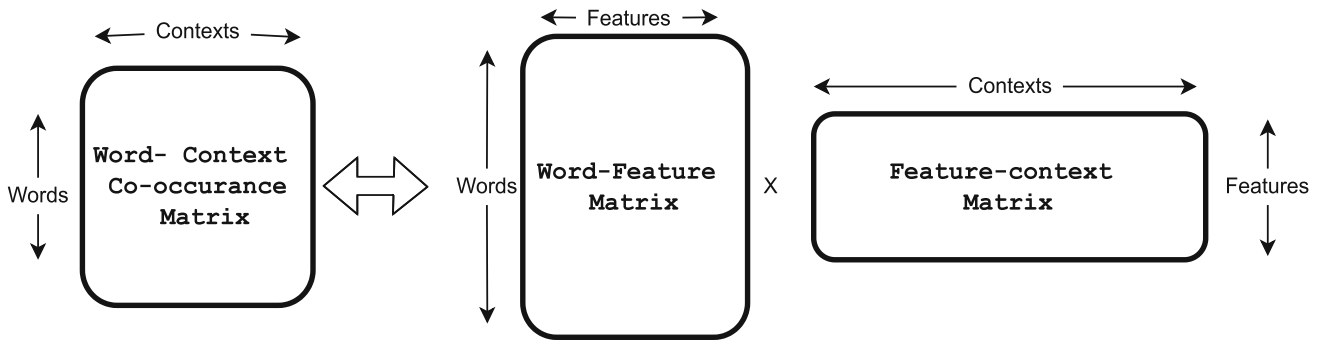 Contexts
Words
Word- Context
Co-occurance
Matrix
Features
Words
Word-Feature
Matrix
X
Contexts
Feature-context
Matrix
Features